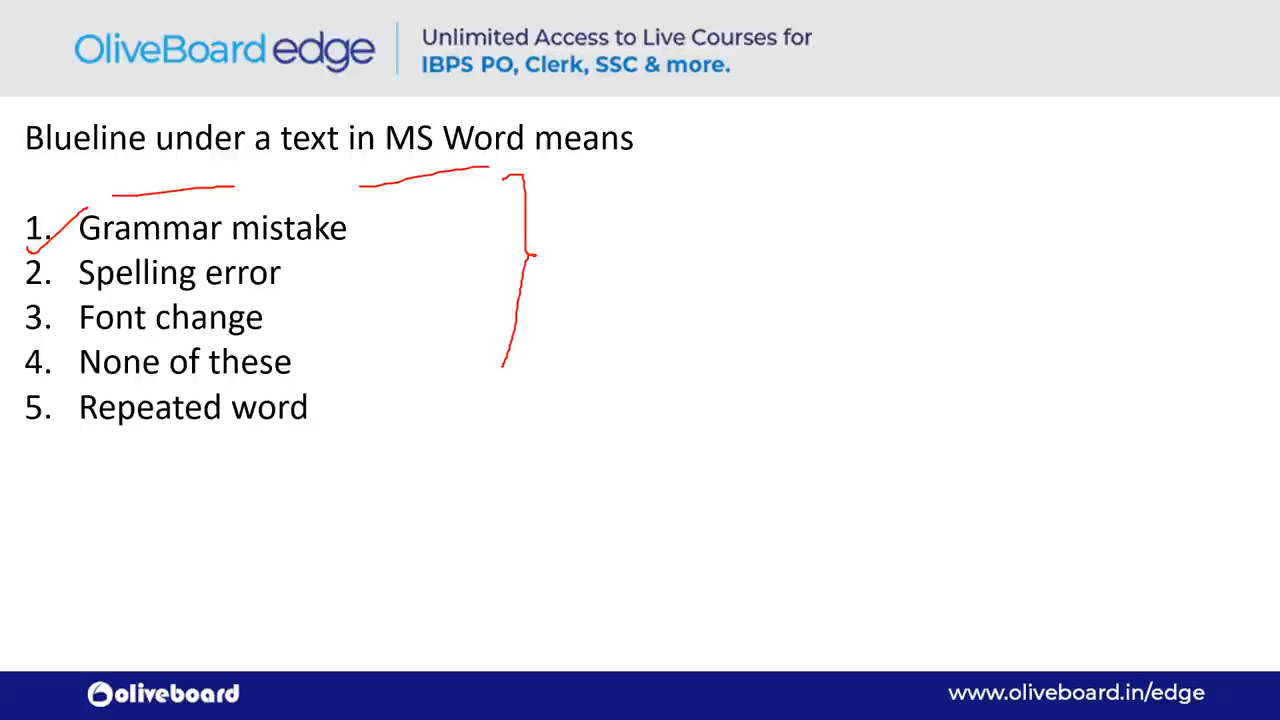 OliveBoard edge
Unlimited Access to Live Courses for
IBPS PO, Clerk, SSC & more.
Blueline under a text in MS Word means
1. Grammar mistake
2. Spelling error
3. Font change
4. None of these
5. Repeated word
oliveboard
www.oliveboard.in/edge